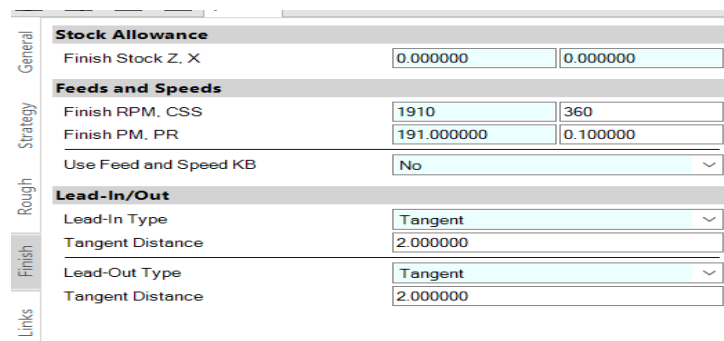 General
Strategy
Rough
Finish
Links
Stock Allowance
Finish Stock Z, X 0.000000 0.000000
Feeds and Speeds
Finish RPM, CSS 1910 360
Finish PM, PR 191.000000 0.100000
Use Feed and Speed KB No
Lead-In/Out
Lead-In Type Tangent
Tangent Distance 2.000000
Lead-Out Type Tangent
Tangent Distance 2.000000